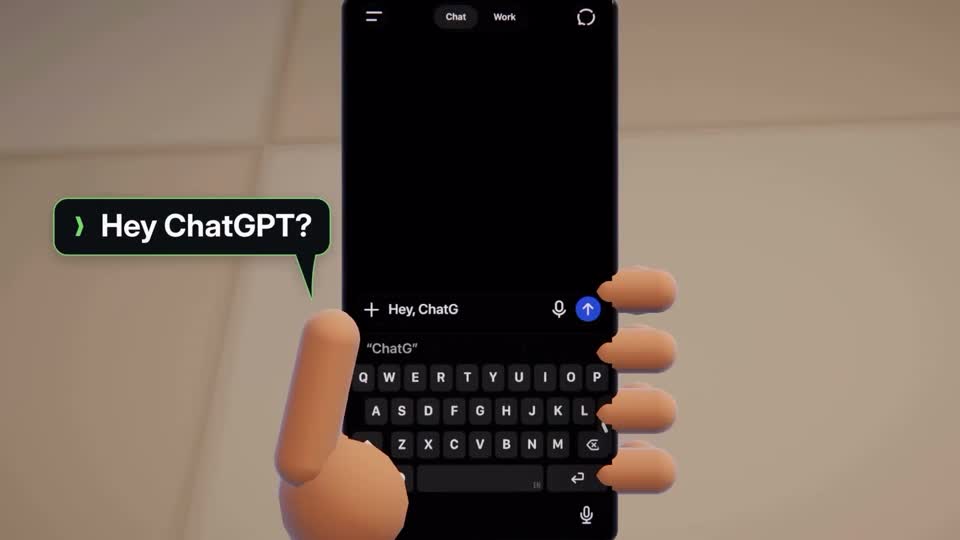 Chat Work
❯ Hey ChatGPT?
Hey, ChatG
“ChatG”
Q W E R T Y U I O P
A S D F G H J K L
Z X C V B N M